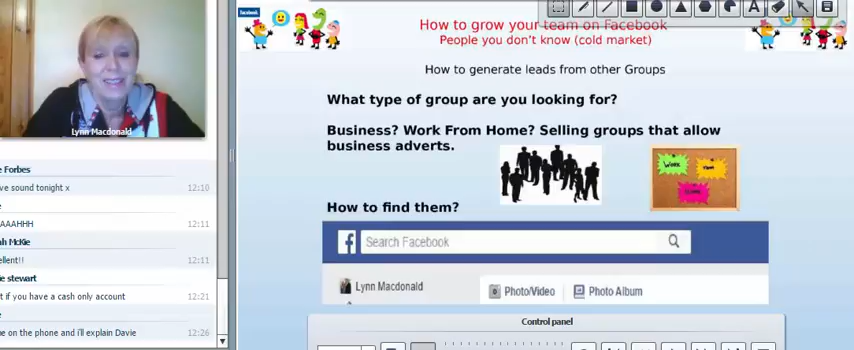 Lynn Macdonald
e Forbes
ve sound tonight x 12:10
e
AAAHHH 12:11
ah McKie
ellent!! 12:11
ie stewart
t if you have a cash only account 12:21
e
ne on the phone and i'll explain Davie 12:26
facebook
How to grow your team on Facebook
People you don't know (cold market)
How to generate leads from other Groups
What type of group are you looking for?
Business? Work From Home? Selling groups that allow
business adverts.
WORK
How to find them?
Search Facebook
Lynn Macdonald
Photo/Video
Photo Album
Control panel
A